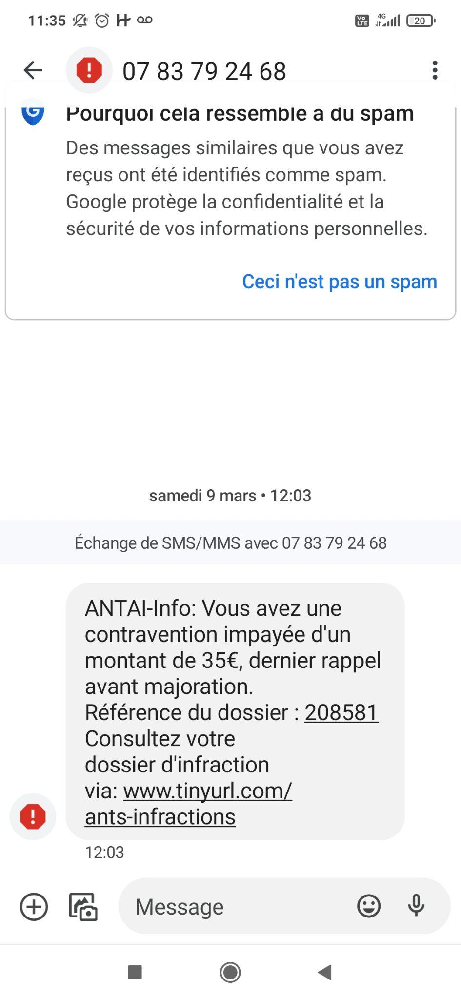 11:35
Vo LTE 4G 20
07 83 79 24 68
Pourquoi cela ressemble à du spam
Des messages similaires que vous avez
reçus ont été identifiés comme spam.
Google protège la confidentialité et la
sécurité de vos informations personnelles.
Ceci n'est pas un spam
samedi 9 mars • 12:03
Échange de SMS/MMS avec 07 83 79 24 68
ANTAI-Info: Vous avez une
contravention impayée d'un
montant de 35€, dernier rappel
avant majoration.
Référence du dossier : 208581
Consultez votre
dossier d'infraction
via: www.tinyurl.com/
ants-infractions
12:03
Message